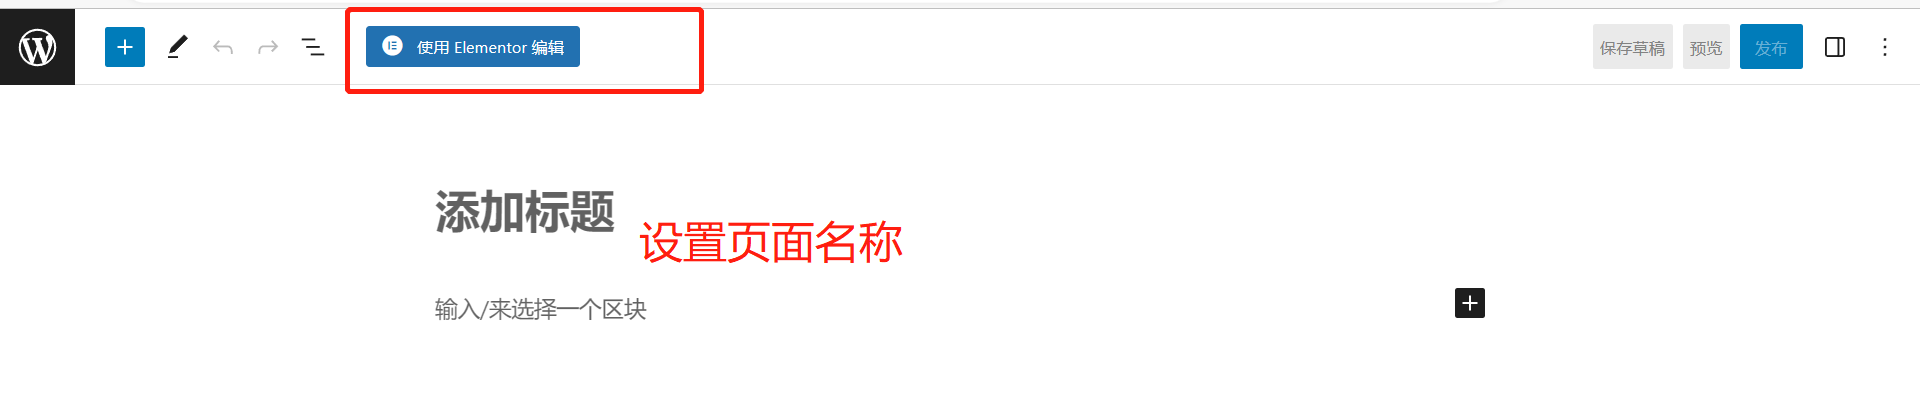 使用 Elementor 编辑
保存草稿 预览 发布
添加标题
设置页面名称
输入/来选择一个区块